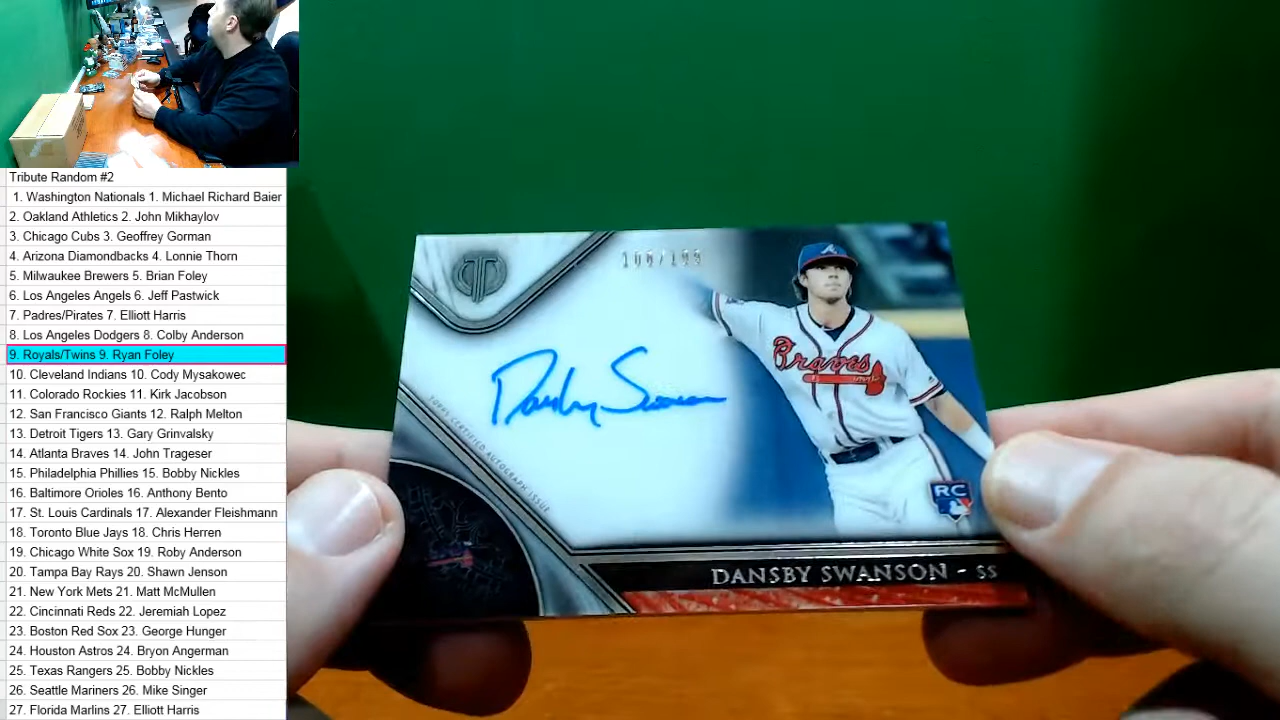 Tribute Random #2
1. Washington Nationals 1. Michael Richard Baier
2. Oakland Athletics 2. John Mikhaylov
3. Chicago Cubs 3. Geoffrey Gorman
4. Arizona Diamondbacks 4. Lonnie Thorn
5. Milwaukee Brewers 5. Brian Foley
6. Los Angeles Angels 6. Jeff Pastwick
7. Padres/Pirates 7. Elliott Harris
8. Los Angeles Dodgers 8. Colby Anderson
9. Royals/Twins 9. Ryan Foley
10. Cleveland Indians 10. Cody Mysakowec
11. Colorado Rockies 11. Kirk Jacobson
12. San Francisco Giants 12. Ralph Melton
13. Detroit Tigers 13. Gary Grinvalsky
14. Atlanta Braves 14. John Trageser
15. Philadelphia Phillies 15. Bobby Nickles
16. Baltimore Orioles 16. Anthony Bento
17. St. Louis Cardinals 17. Alexander Fleishmann
18. Toronto Blue Jays 18. Chris Herren
19. Chicago White Sox 19. Roby Anderson
20. Tampa Bay Rays 20. Shawn Jenson
21. New York Mets 21. Matt McMullen
22. Cincinnati Reds 22. Jeremiah Lopez
23. Boston Red Sox 23. George Hunger
24. Houston Astros 24. Bryon Angerman
25. Texas Rangers 25. Bobby Nickles
26. Seattle Mariners 26. Mike Singer
27. Florida Marlins 27. Elliott Harris
Braves
Dansby Swanson
TOPPS CERTIFIED AUTOGRAPH ISSUE
RC
DANSBY SWANSON - SS